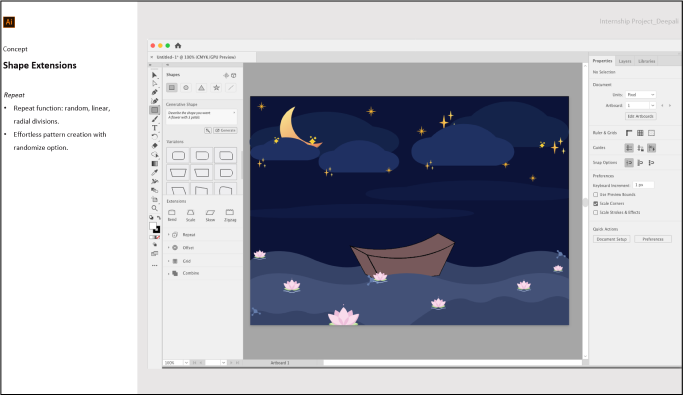 Ai
Internship Project_Deepali
Concept
Shape Extensions
Repeat
• Repeat function: random, linear,
radial divisions.
• Effortless pattern creation with
randomize option.
× Untitled-1* @ 100% (CMYK/GPU Preview)
Shapes
Generative Shape
Describe the shape you want
Generate
Variations
Extensions
Bend
Scale
Skew
Zigzag
Repeat
Offset
Grid
Combine
100%
1
Artboard 1
Properties
Layers
Libraries
No Selection
Document
Units: Pixel
Artboard: 1
Edit Artboards
Ruler & Grids
Guides
Snap Options
Preferences
Keyboard Increment: 1 px
Use Preview Bounds
Scale Corners
Scale Strokes & Effects
Quick Actions
Document Setup
Preferences